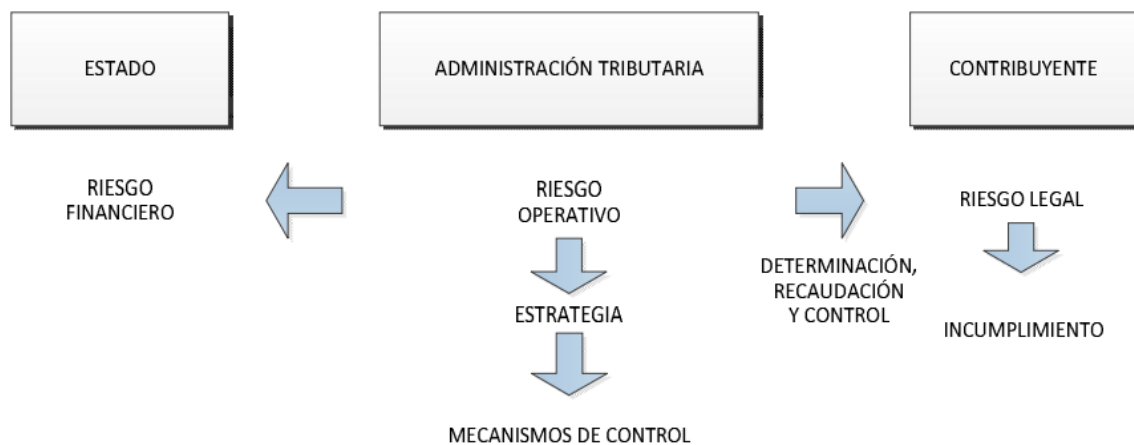 ESTADO
ADMINISTRACIÓN TRIBUTARIA
CONTRIBUYENTE
RIESGO
FINANCIERO
RIESGO
OPERATIVO
ESTRATEGIA
MECANISMOS DE CONTROL
DETERMINACIÓN,
RECAUDACIÓN
Y CONTROL
RIESGO LEGAL
INCUMPLIMIENTO